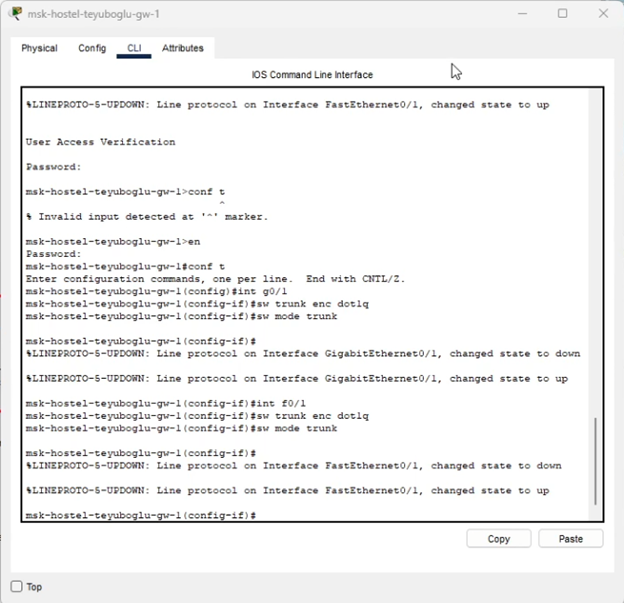 msk-hostel-teyuboglu-gw-1
Physical Config CLI Attributes
IOS Command Line Interface
%LINEPROTO-5-UPDOWN: Line protocol on Interface FastEthernet0/1, changed state to up
User Access Verification
Password:
msk-hostel-teyuboglu-gw-1>conf t
^
% Invalid input detected at '^' marker.
msk-hostel-teyuboglu-gw-1>en
Password:
msk-hostel-teyuboglu-gw-1#conf t
Enter configuration commands, one per line.  End with CNTL/Z.
msk-hostel-teyuboglu-gw-1(config)#int g0/1
msk-hostel-teyuboglu-gw-1(config-if)#sw trunk enc dot1q
msk-hostel-teyuboglu-gw-1(config-if)#sw mode trunk
msk-hostel-teyuboglu-gw-1(config-if)#
%LINEPROTO-5-UPDOWN: Line protocol on Interface GigabitEthernet0/1, changed state to down
%LINEPROTO-5-UPDOWN: Line protocol on Interface GigabitEthernet0/1, changed state to up
msk-hostel-teyuboglu-gw-1(config-if)#int f0/1
msk-hostel-teyuboglu-gw-1(config-if)#sw trunk enc dot1q
msk-hostel-teyuboglu-gw-1(config-if)#sw mode trunk
msk-hostel-teyuboglu-gw-1(config-if)#
%LINEPROTO-5-UPDOWN: Line protocol on Interface FastEthernet0/1, changed state to down
%LINEPROTO-5-UPDOWN: Line protocol on Interface FastEthernet0/1, changed state to up
msk-hostel-teyuboglu-gw-1(config-if)#
Copy Paste
Top